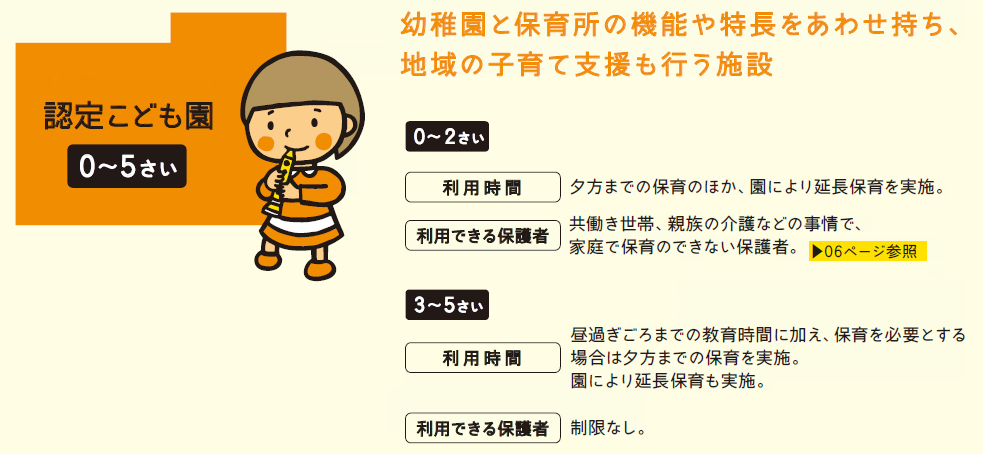 認定こども園
0～5さい
幼稚園と保育所の機能や特長をあわせ持ち、
地域の子育て支援も行う施設
0～2さい
利用時間
夕方までの保育のほか、園により延長保育を実施。
利用できる保護者
共働き世帯、親族の介護などの事情で、
家庭で保育のできない保護者。
▶06ページ参照
3～5さい
利用時間
昼過ぎごろまでの教育時間に加え、保育を必要とする
場合は夕方までの保育を実施。
園により延長保育も実施。
利用できる保護者
制限なし。